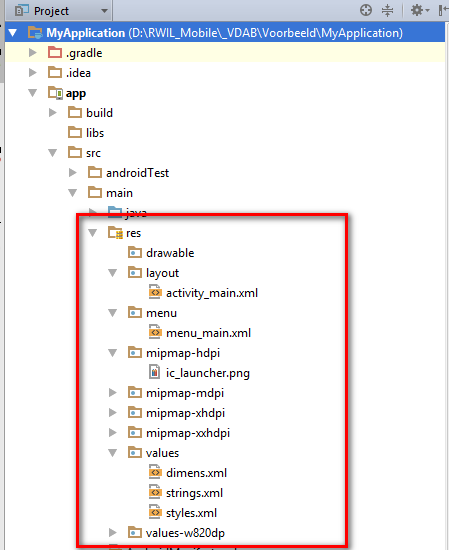 Project
MyApplication (D:\RWIL_Mobile\_VDAB\Voorbeeld\MyApplication)
.gradle
.idea
app
build
libs
src
androidTest
main
java
res
drawable
layout
activity_main.xml
menu
menu_main.xml
mipmap-hdpi
ic_launcher.png
mipmap-mdpi
mipmap-xhdpi
mipmap-xxhdpi
values
dimens.xml
strings.xml
styles.xml
values-w820dp